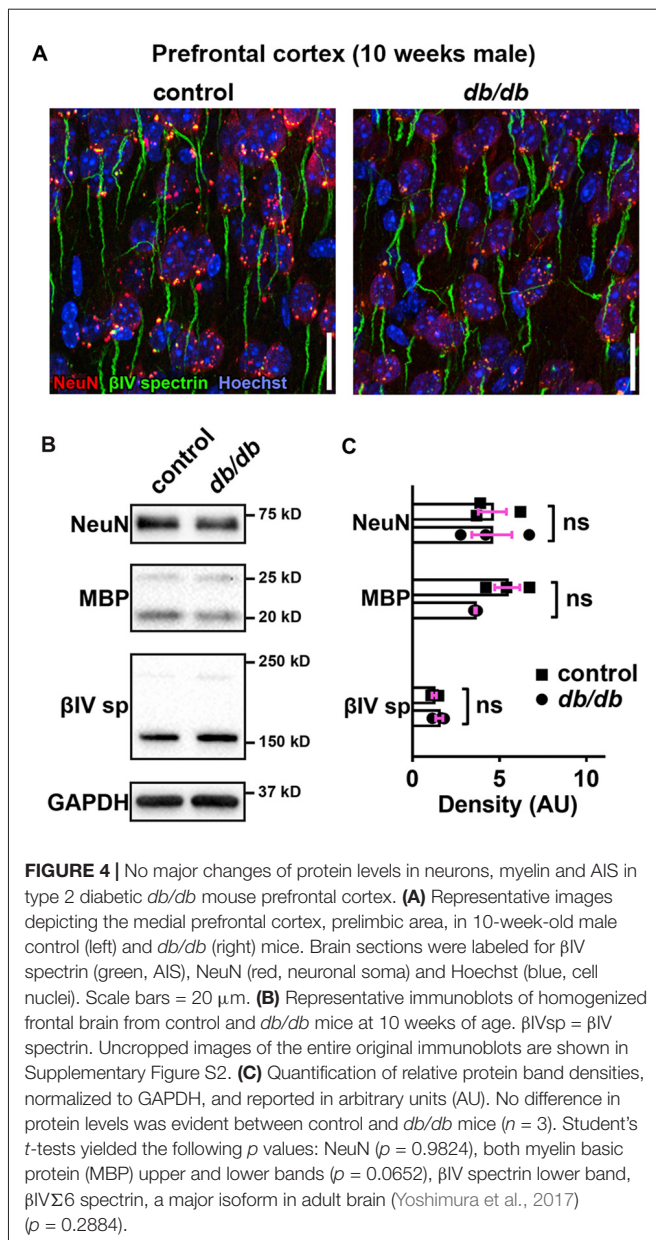 A
Prefrontal cortex (10 weeks male)
control
db/db
NeuN βIV spectrin Hoechst
B
control
db/db
NeuN
75 kD
MBP
25 kD
20 kD
βIV sp
250 kD
150 kD
GAPDH
37 kD
C
NeuN
ns
MBP
ns
βIV sp
ns
control
db/db
0 5 10
Density (AU)
FIGURE 4 | No major changes of protein levels in neurons, myelin and AIS in
type 2 diabetic db/db mouse prefrontal cortex. (A) Representative images
depicting the medial prefrontal cortex, prelimbic area, in 10-week-old male
control (left) and db/db (right) mice. Brain sections were labeled for βIV
spectrin (green, AIS), NeuN (red, neuronal soma) and Hoechst (blue, cell
nuclei). Scale bars = 20 μm. (B) Representative immunoblots of homogenized
frontal brain from control and db/db mice at 10 weeks of age. βIVsp = βIV
spectrin. Uncropped images of the entire original immunoblots are shown in
Supplementary Figure S2. (C) Quantification of relative protein band densities,
normalized to GAPDH, and reported in arbitrary units (AU). No difference in
protein levels was evident between control and db/db mice (n = 3). Student's
t-tests yielded the following p values: NeuN (p = 0.9824), both myelin basic
protein (MBP) upper and lower bands (p = 0.0652), βIV spectrin lower band,
βIVΣ6 spectrin, a major isoform in adult brain (Yoshimura et al., 2017)
(p = 0.2884).